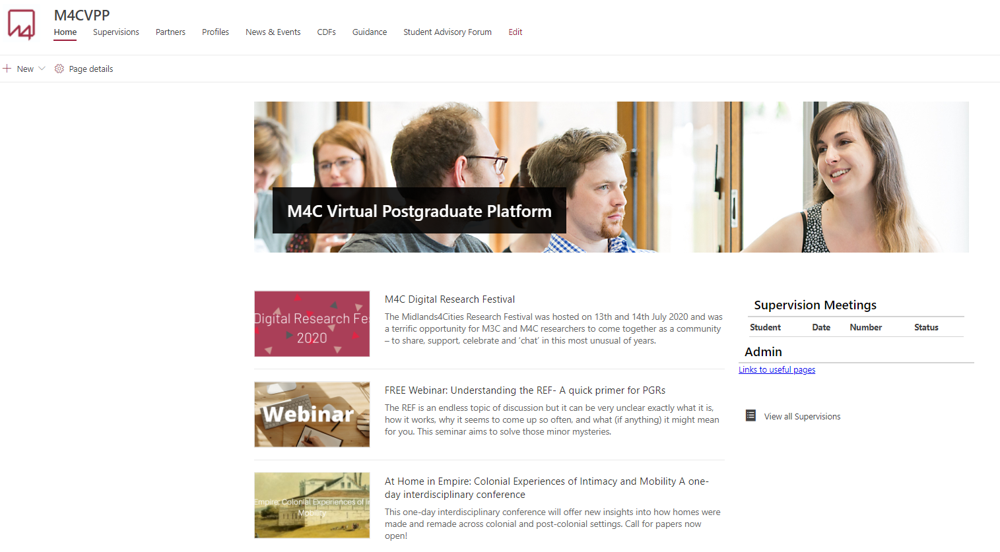 M4CVPP
Home Supervisions Partners Profiles News & Events CDFs Guidance Student Advisory Forum Edit
New Page details
M4C Virtual Postgraduate Platform
Digital Research Fe
2020
M4C Digital Research Festival
The Midlands4Cities Research Festival was hosted on 13th and 14th July 2020 and was
a terrific opportunity for M3C and M4C researchers to come together as a community
– to share, support, celebrate and ‘chat’ in this most unusual of years.
Webinar
FREE Webinar: Understanding the REF- A quick primer for PGRs
The REF is an endless topic of discussion but it can be very unclear exactly what it is,
how it works, why it seems to come up so often, and what (if anything) it might mean
for you. This seminar aims to solve those minor mysteries.
Empire: Colonial Experiences of In
Mobility
At Home in Empire: Colonial Experiences of Intimacy and Mobility A one-
day interdisciplinary conference
This one-day interdisciplinary conference will offer new insights into how homes were
made and remade across colonial and post-colonial settings. Call for papers now
open!
Supervision Meetings
Student Date Number Status
Admin
Links to useful pages
View all Supervisions